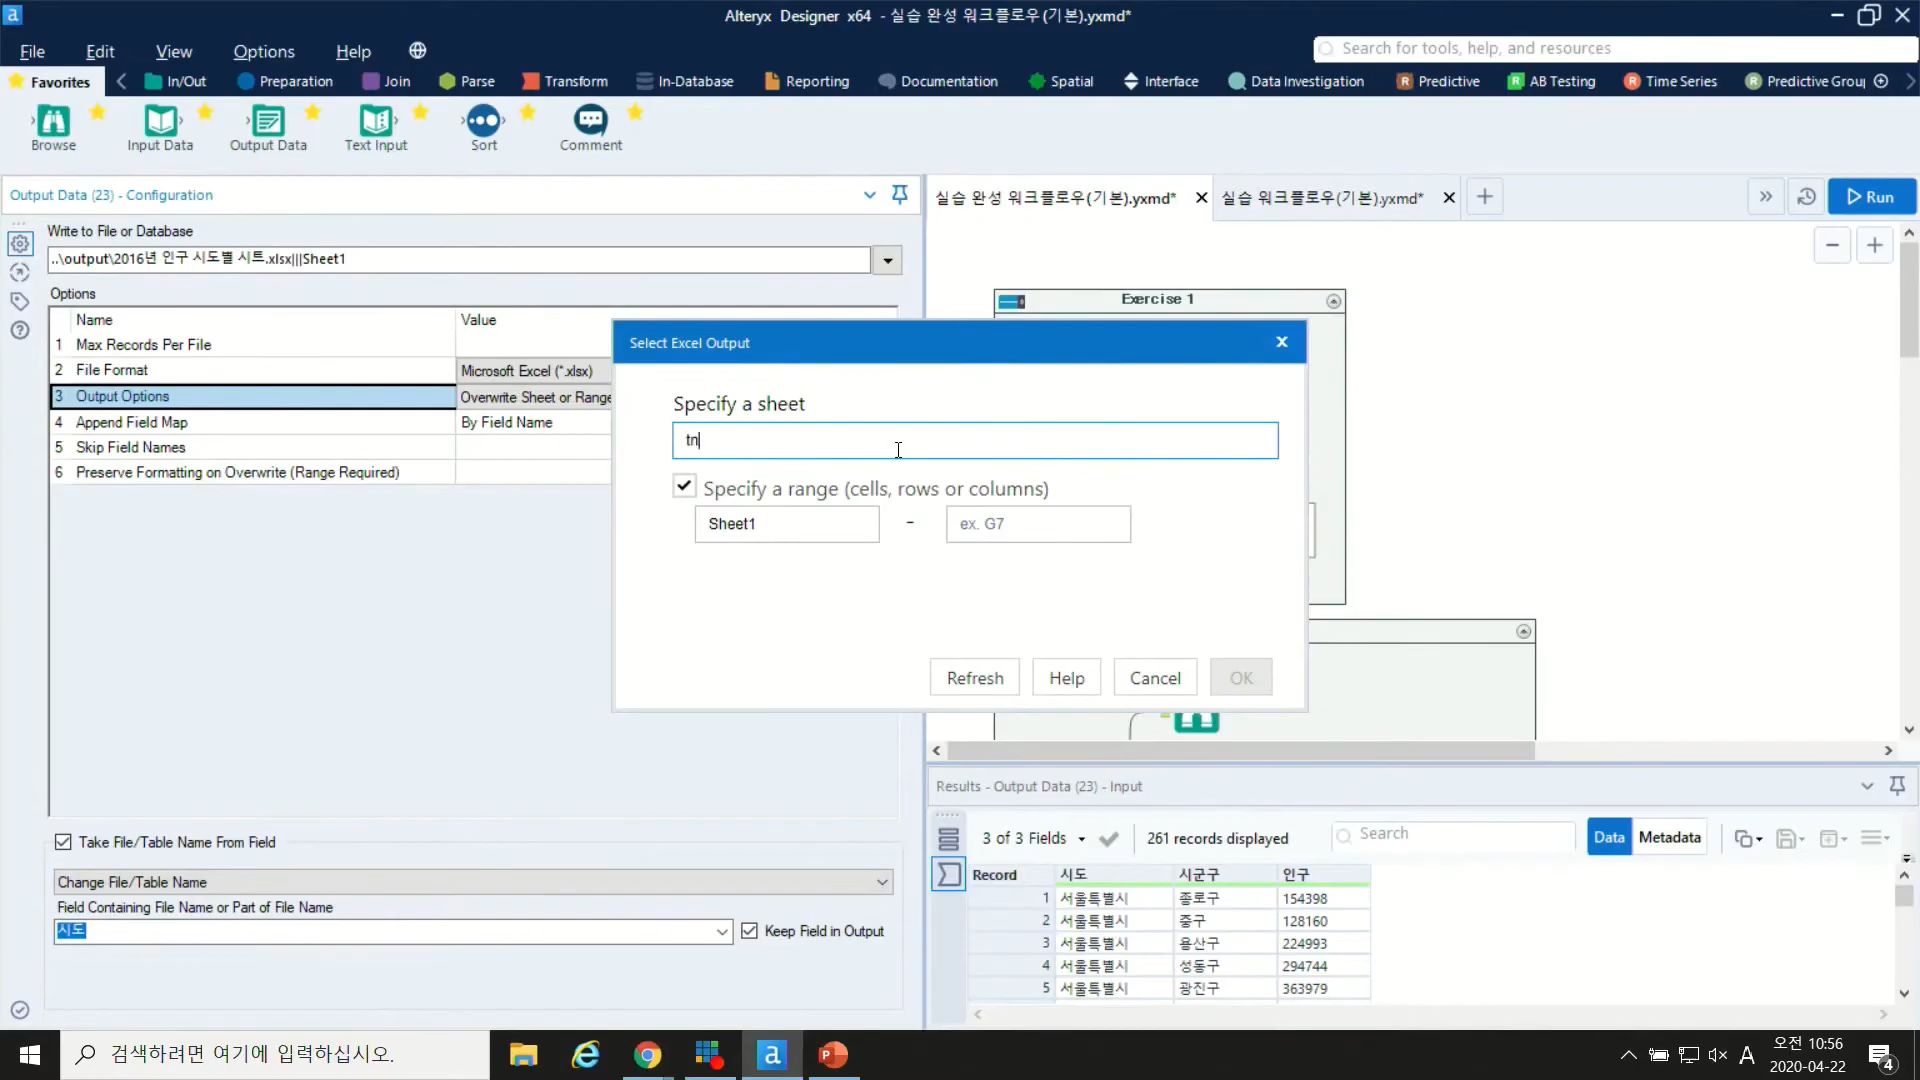 Alteryx Designer x64 - 실습 완성 워크플로우(기본).yxmd*
File Edit View Options Help
Search for tools, help, and resources
Favorites In/Out Preparation Join Parse Transform In-Database Reporting Documentation Spatial Interface Data Investigation Predictive AB Testing Time Series Predictive Grou
Browse Input Data Output Data Text Input Sort Comment
Output Data (23) - Configuration
실습 완성 워크플로우(기본).yxmd*
실습 워크플로우(기본).yxmd*
Run
Write to File or Database
..\output\2016년 인구 시도별 시트.xlsx|||Sheet1
Options
Name Value
1 Max Records Per File
2 File Format Microsoft Excel (*.xlsx)
3 Output Options Overwrite Sheet or Range
4 Append Field Map By Field Name
5 Skip Field Names
6 Preserve Formatting on Overwrite (Range Required)
Exercise 1
Select Excel Output
Specify a sheet
tn
Specify a range (cells, rows or columns)
Sheet1 - ex. G7
Refresh Help Cancel OK
Take File/Table Name From Field
Change File/Table Name
Field Containing File Name or Part of File Name
시도
Keep Field in Output
Results - Output Data (23) - Input
3 of 3 Fields 261 records displayed Search Data Metadata
Record 시도 시군구 인구
1 서울특별시 종로구 154398
2 서울특별시 중구 128160
3 서울특별시 용산구 224993
4 서울특별시 성동구 294744
5 서울특별시 광진구 363979
검색하려면 여기에 입력하십시오.
A
오전 10:56
2020-04-22
4